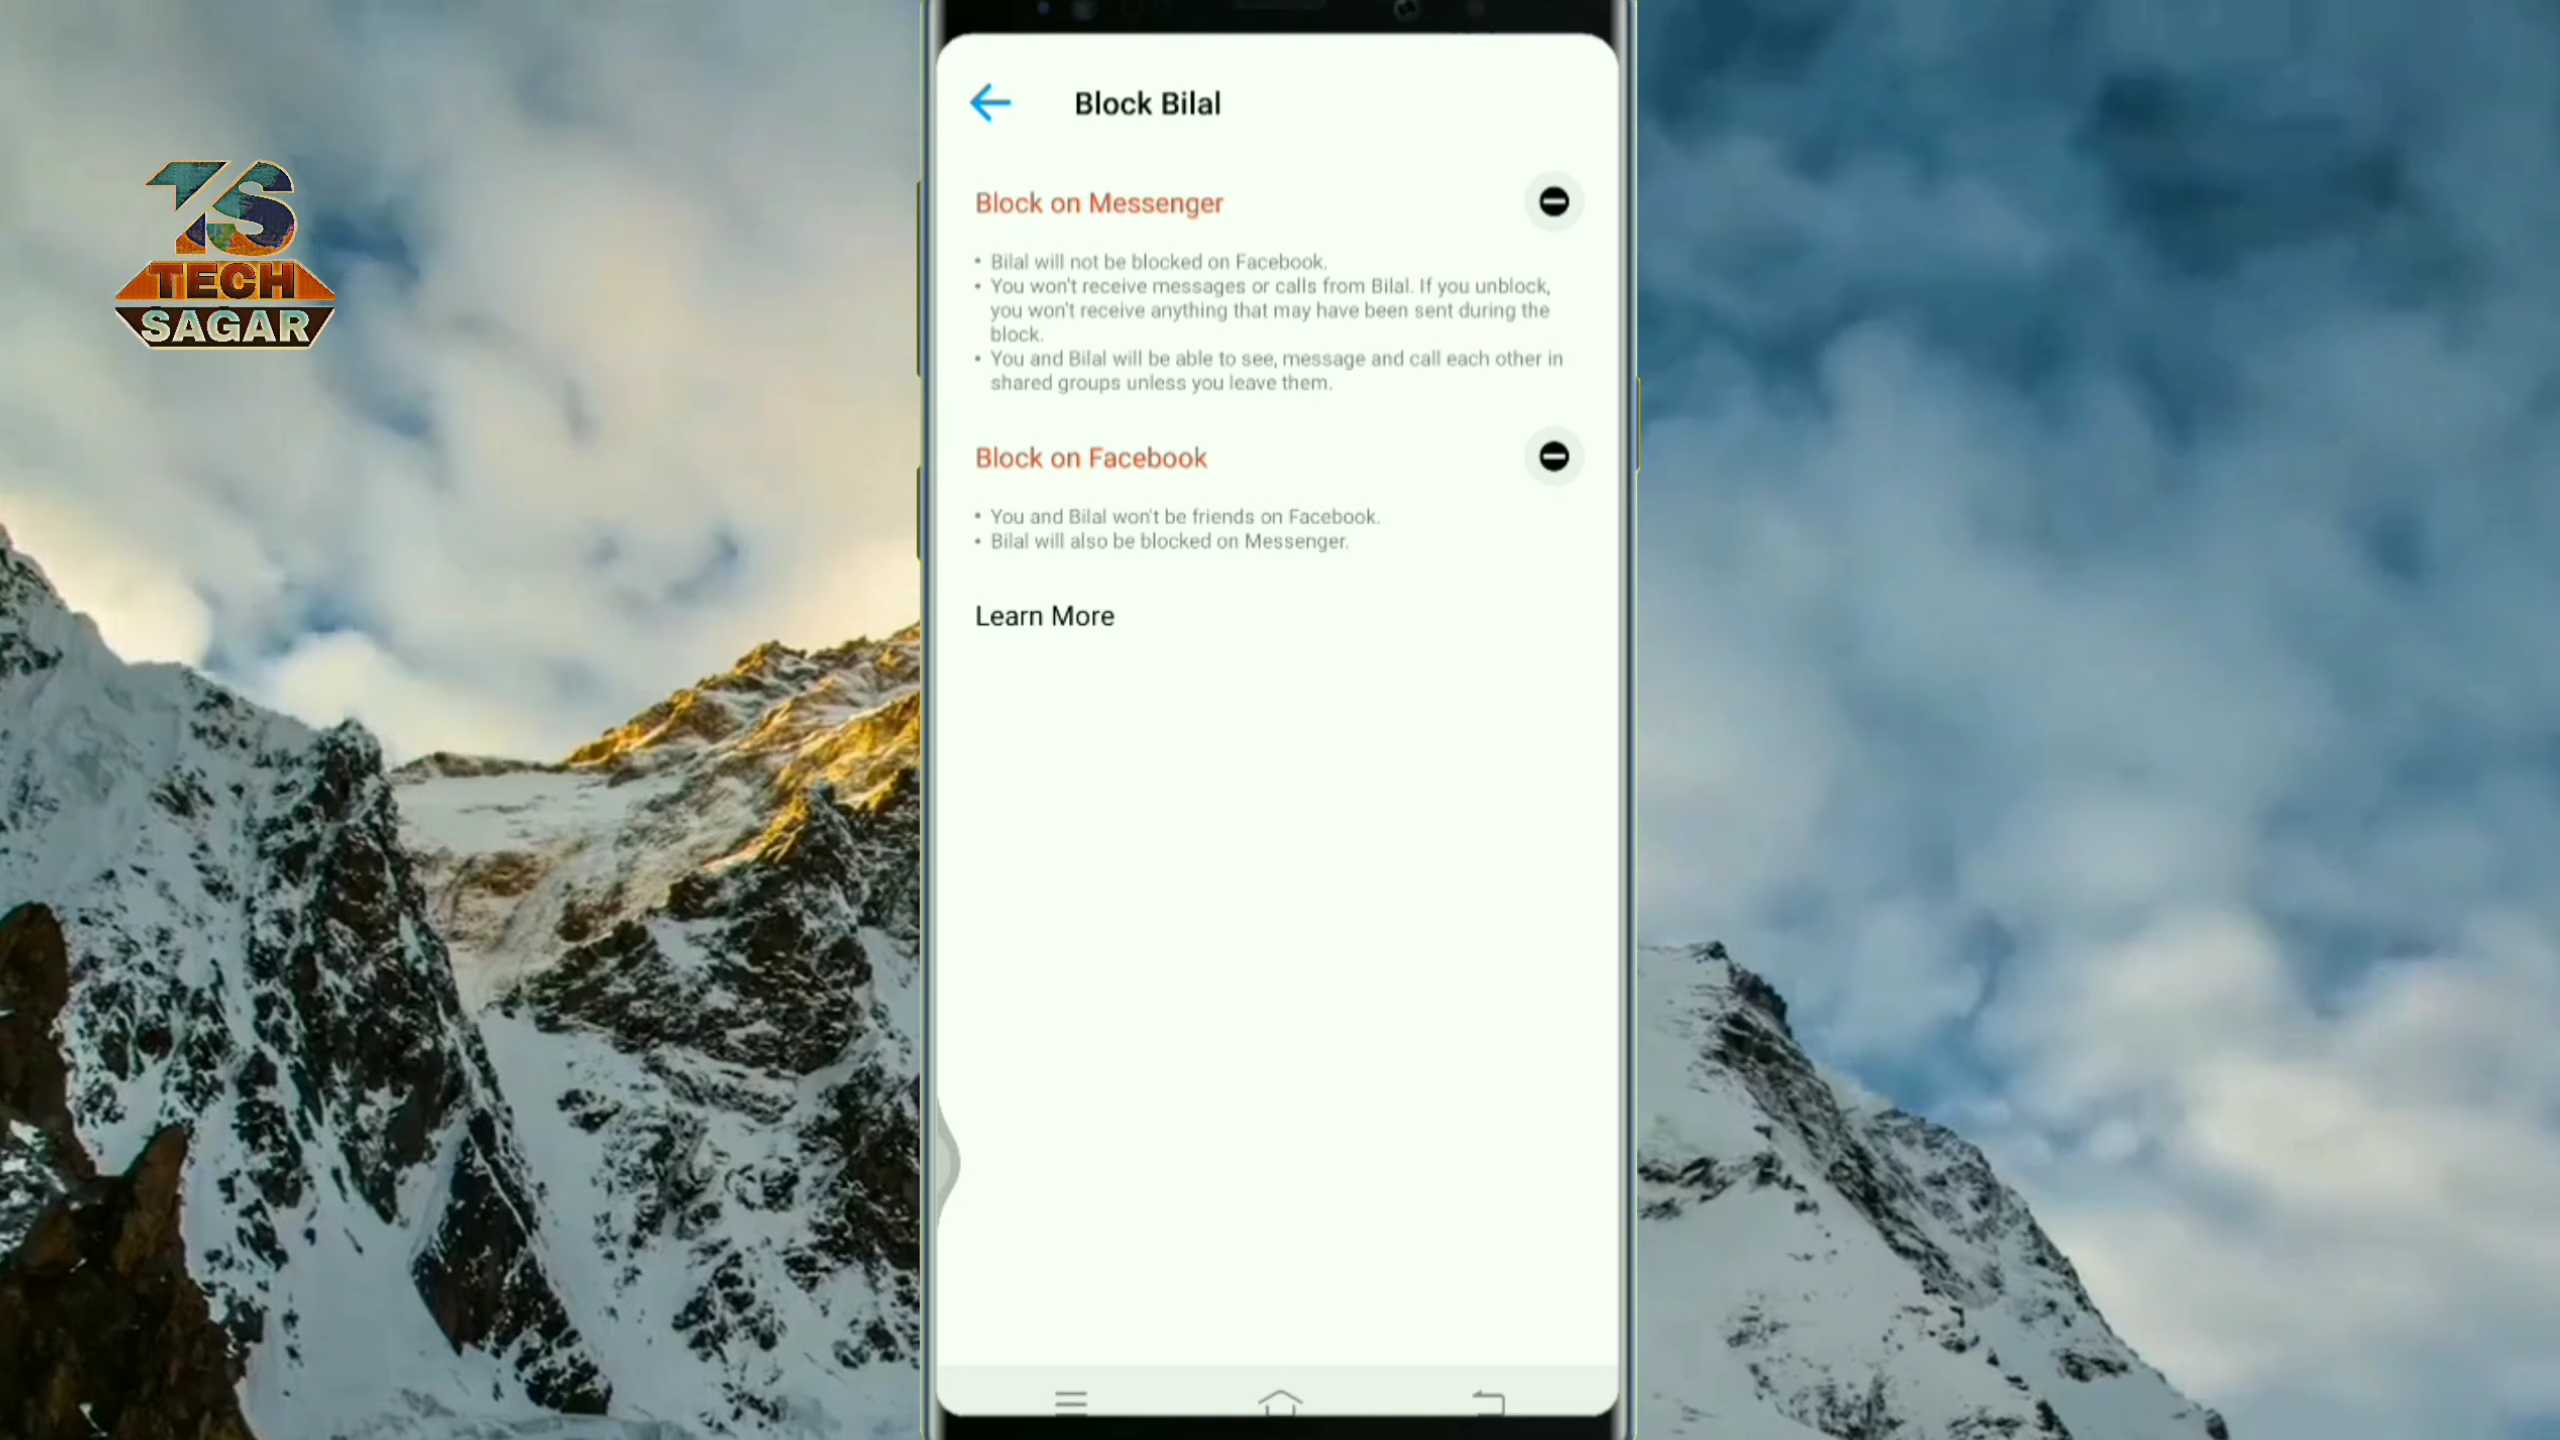 TS
TECH
SAGAR
Block Bilal
Block on Messenger
• Bilal will not be blocked on Facebook.
• You won't receive messages or calls from Bilal. If you unblock,
you won't receive anything that may have been sent during the
block.
• You and Bilal will be able to see, message and call each other in
shared groups unless you leave them.
Block on Facebook
• You and Bilal won't be friends on Facebook.
• Bilal will also be blocked on Messenger.
Learn More